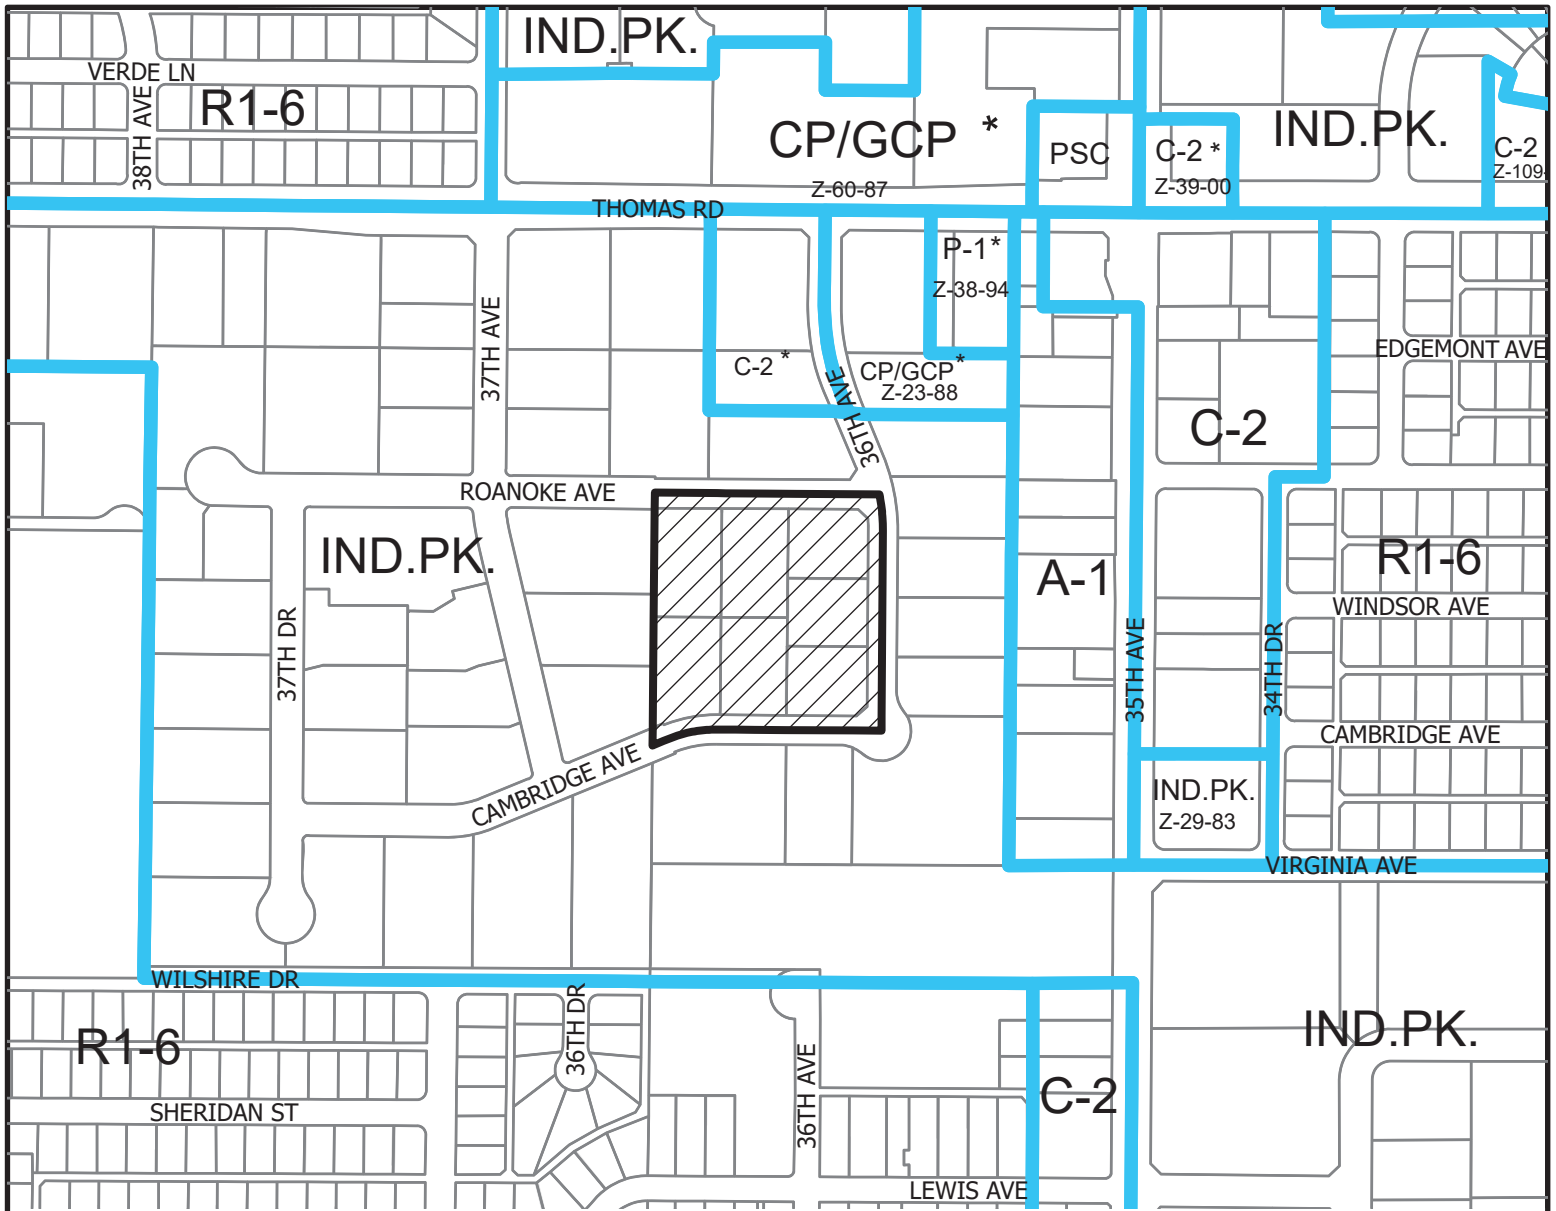 IND.PK.
VERDE LN
R1-6
38TH AVE
CP/GCP *
PSC
C-2 *
Z-39-00
IND.PK.
C-2
Z-109-
Z-60-87
THOMAS RD
P-1*
Z-38-94
37TH AVE
C-2 *
36TH AVE
CP/GCP*
Z-23-88
36TH AVE
EDGEMONT AVE
C-2
ROANOKE AVE
IND.PK.
A-1
R1-6
WINDSOR AVE
37TH DR
35TH AVE
34TH DR
CAMBRIDGE AVE
CAMBRIDGE AVE
IND.PK.
Z-29-83
VIRGINIA AVE
WILSHIRE DR
R1-6
36TH DR
IND.PK.
36TH AVE
C-2
SHERIDAN ST
LEWIS AVE